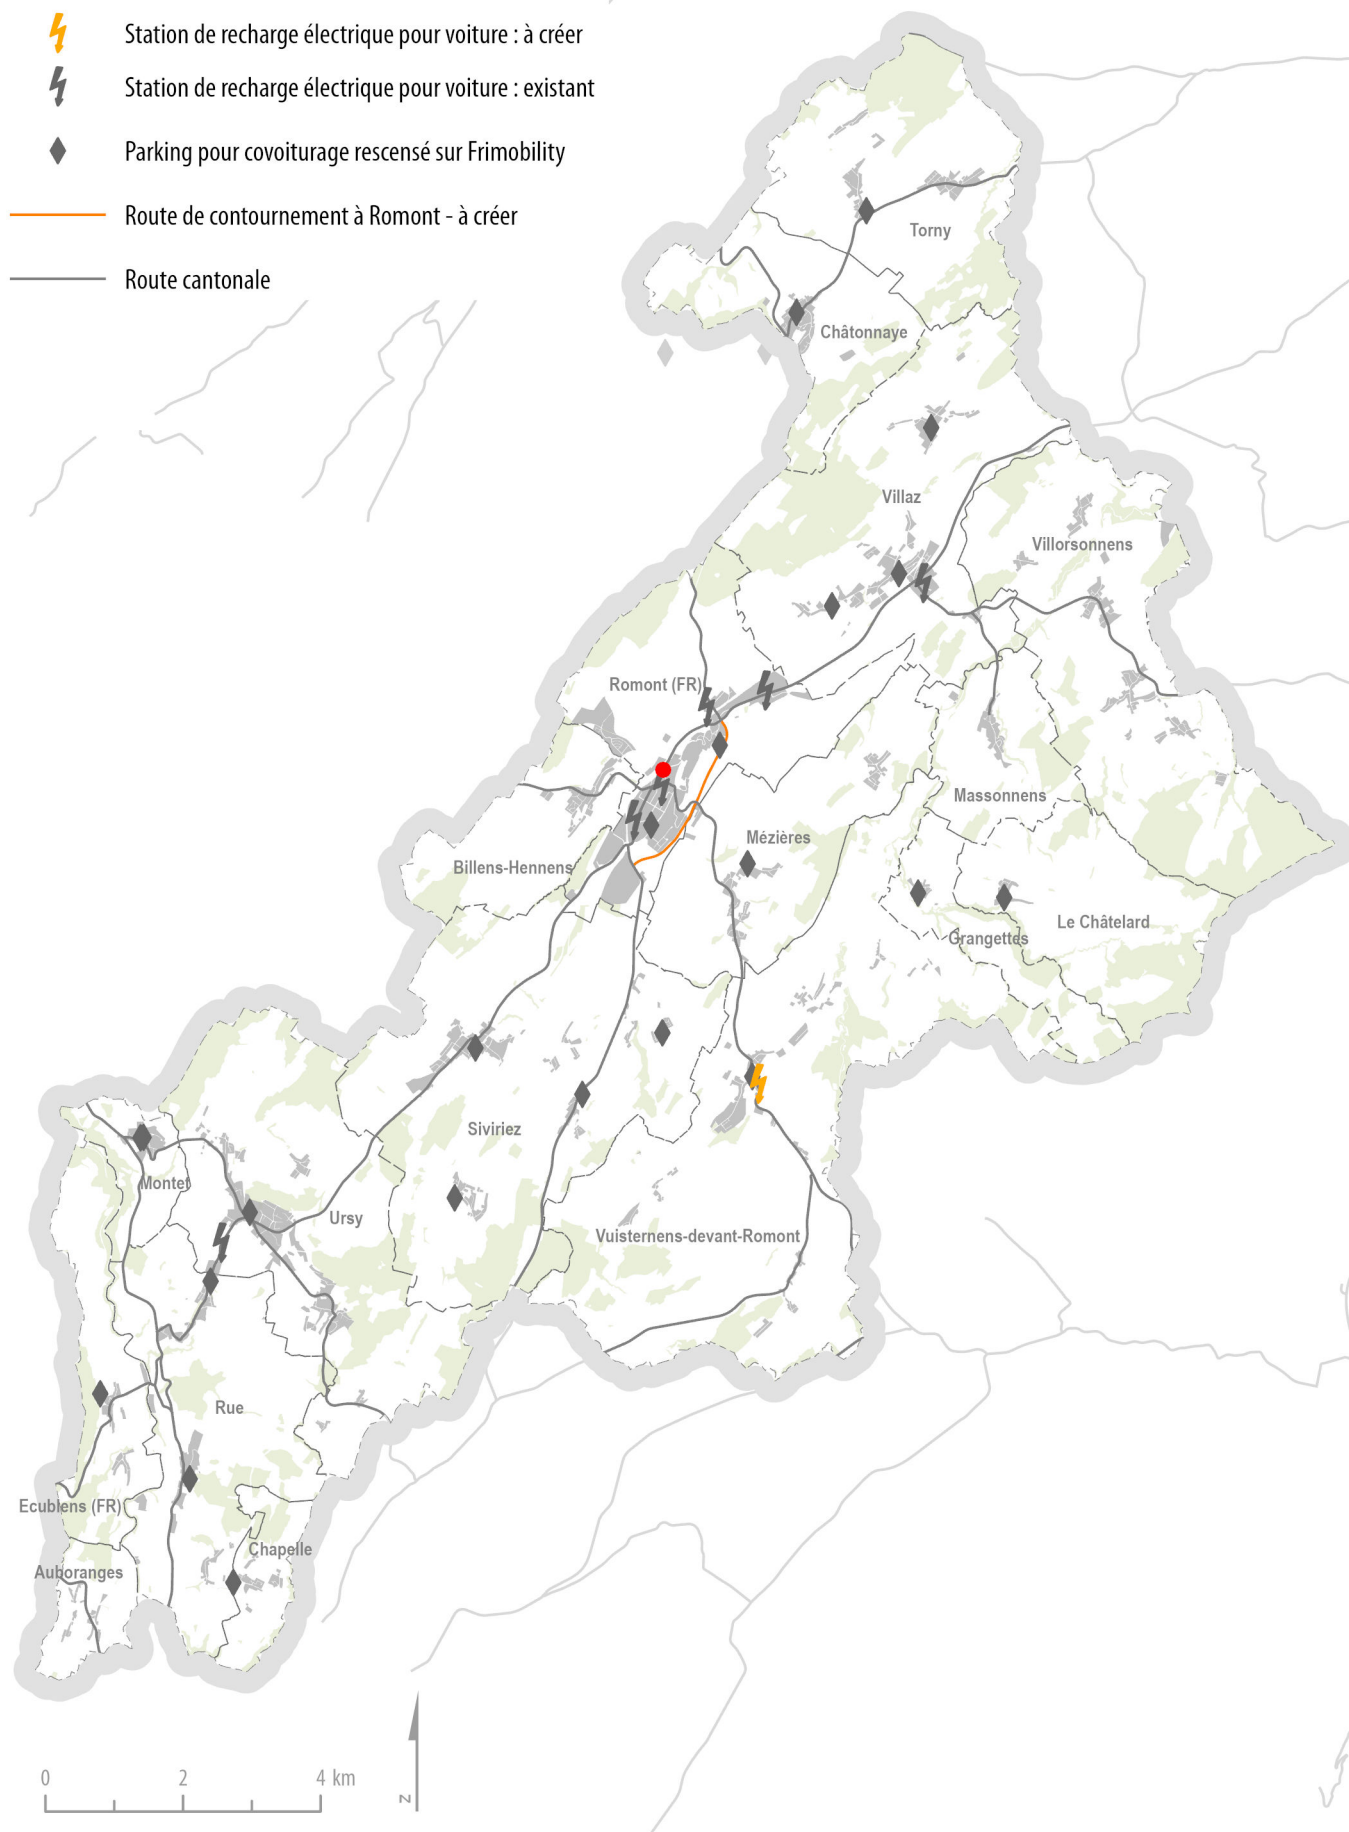 Station de recharge électrique pour voiture : à créer
Station de recharge électrique pour voiture : existant
Parking pour covoiturage rescensé sur Frimobility
Route de contournement à Romont - à créer
Route cantonale
Torny
Châtonnaye
Villaz
Villorsonnens
Romont (FR)
Massonnens
Mézières
Billens-Hennens
Le Châtelard
Grangettes
Siviriez
Montet
Ursy
Vuisternens-devant-Romont
Rue
Ecublens (FR)
Chapelle
Auboranges
0 2 4 km
Z